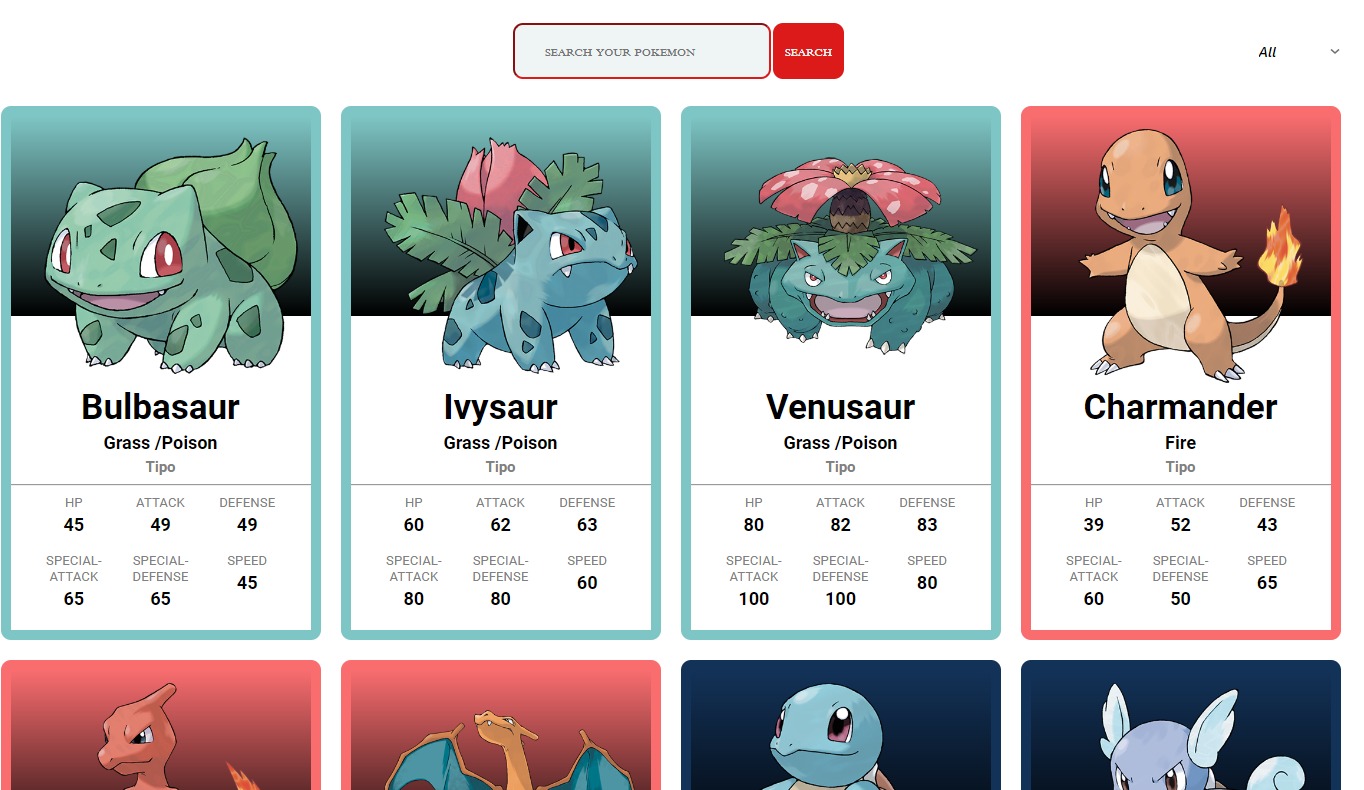 SEARCH YOUR POKEMON
SEARCH
All
Bulbasaur
Grass /Poison
Tipo
HP ATTACK DEFENSE
45 49 49
SPECIAL- SPECIAL- SPEED
ATTACK DEFENSE 45
65 65
Ivysaur
Grass /Poison
Tipo
HP ATTACK DEFENSE
60 62 63
SPECIAL- SPECIAL- SPEED
ATTACK DEFENSE 60
80 80
Venusaur
Grass /Poison
Tipo
HP ATTACK DEFENSE
80 82 83
SPECIAL- SPECIAL- SPEED
ATTACK DEFENSE 80
100 100
Charmander
Fire
Tipo
HP ATTACK DEFENSE
39 52 43
SPECIAL- SPECIAL- SPEED
ATTACK DEFENSE 65
60 50